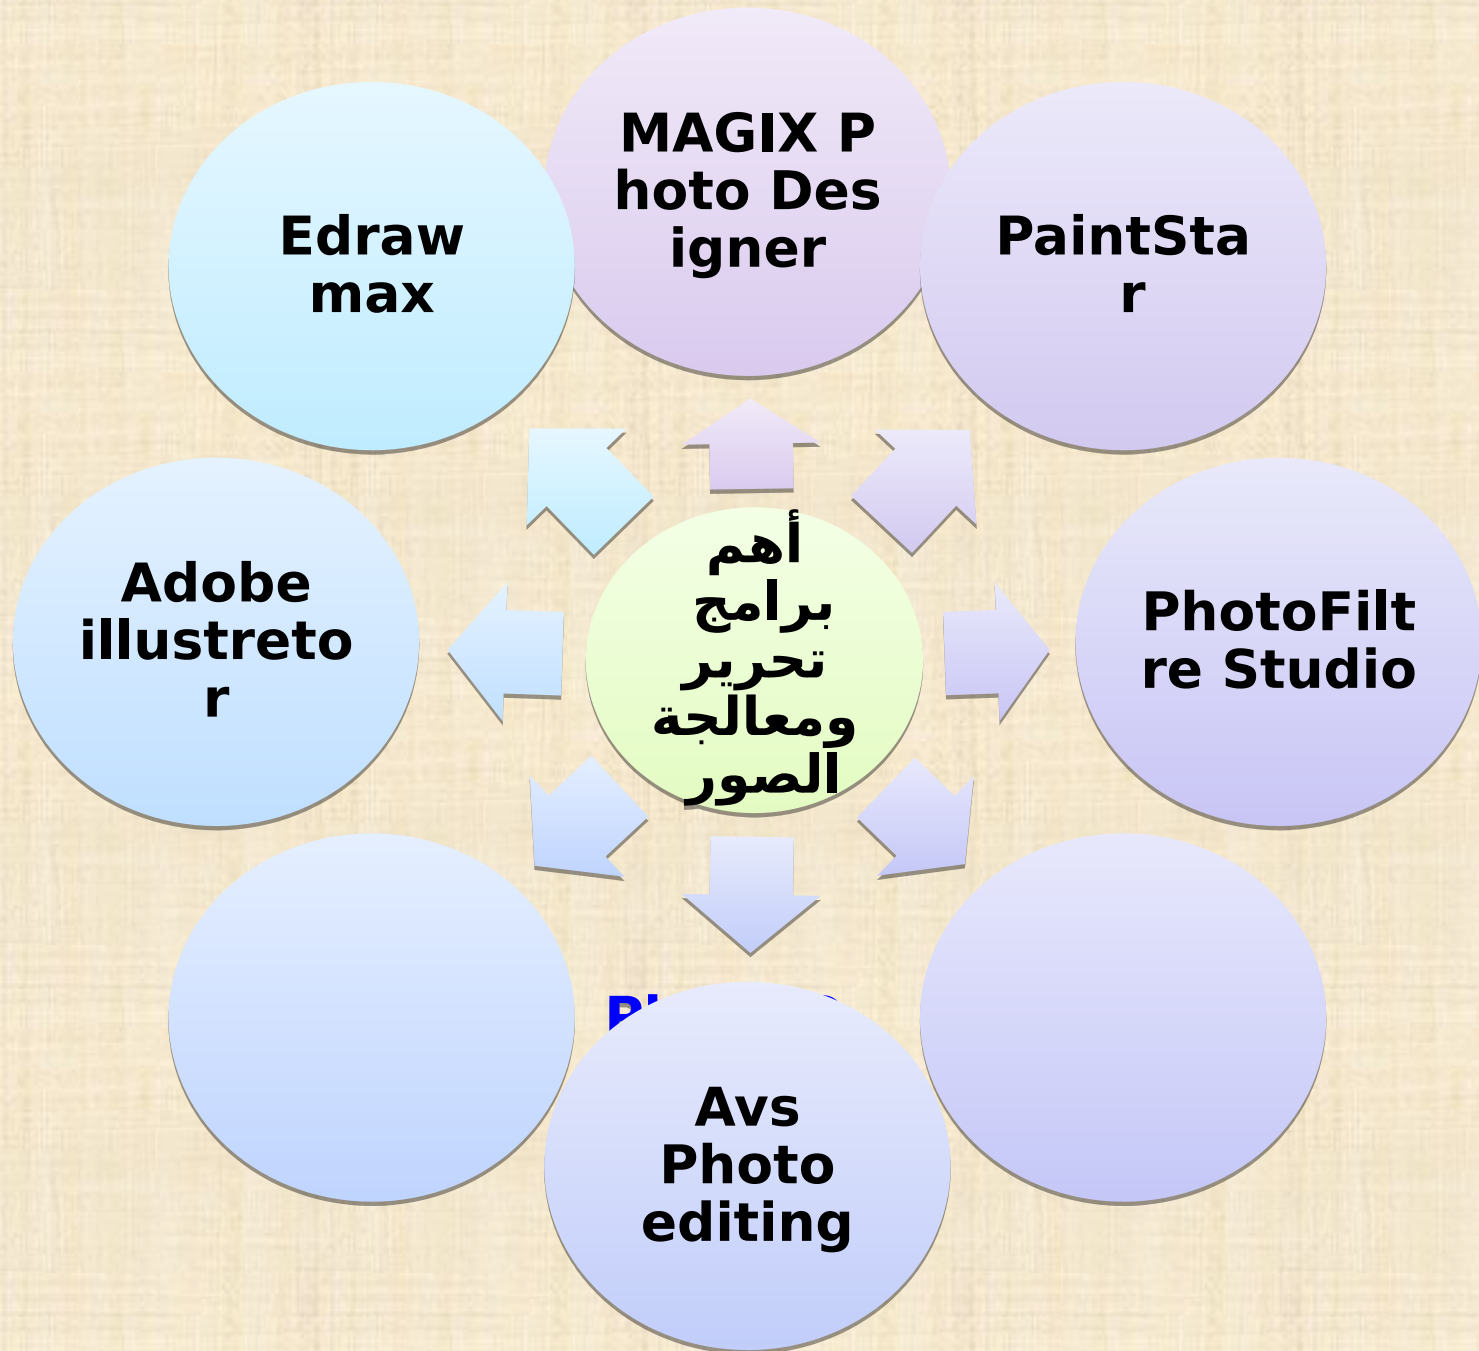 MAGIX P
hoto Des
igner
Edraw
max
PaintSta
r
Adobe
illustreto
r
أهم
برامج
تحرير
ومعالجة
الصور
PhotoFilt
re Studio
Avs
Photo
editing